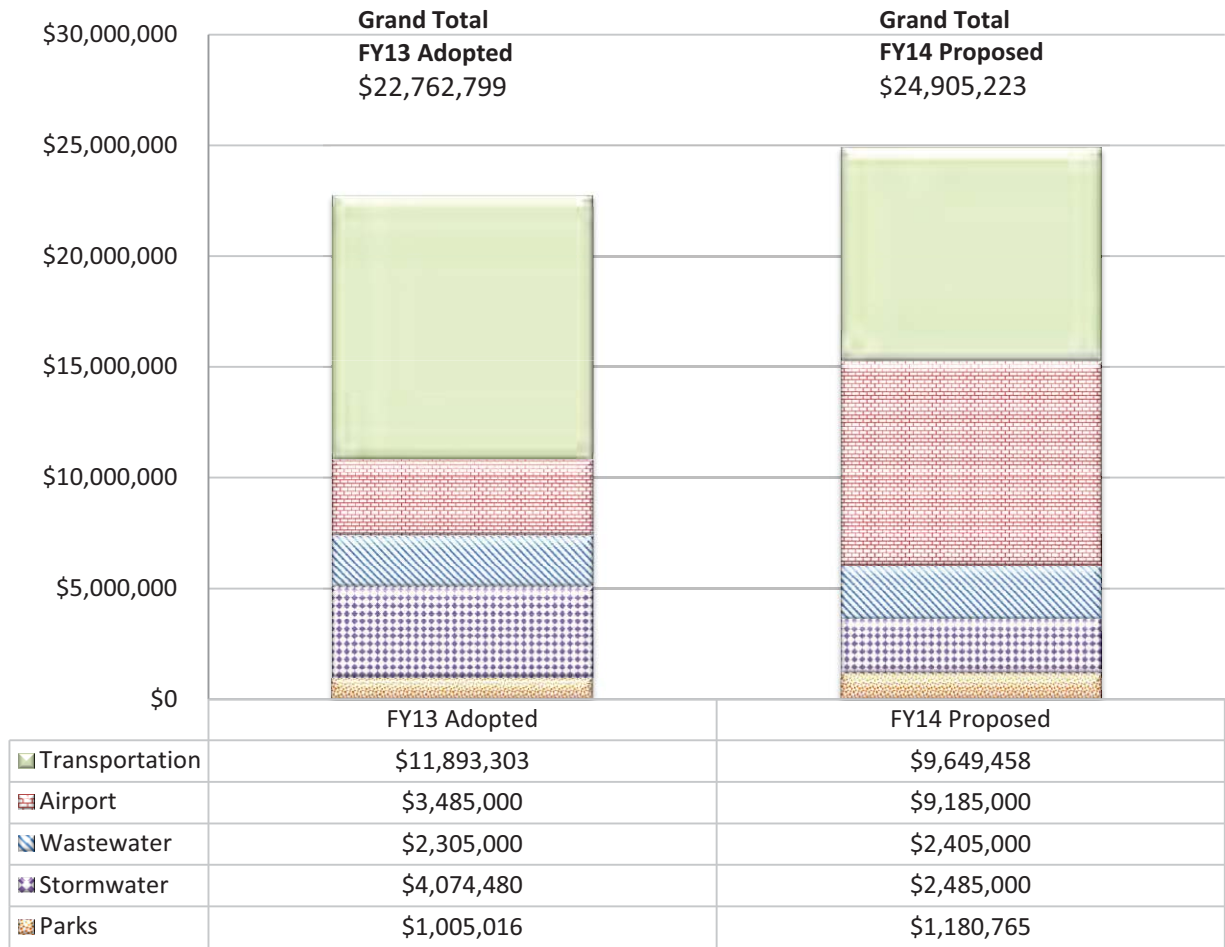 Grand Total
FY13 Adopted
$22,762,799
Grand Total
FY14 Proposed
$24,905,223
$30,000,000
$25,000,000
$20,000,000
$15,000,000
$10,000,000
$5,000,000
$0
FY13 Adopted FY14 Proposed
Transportation $11,893,303 $9,649,458
Airport $3,485,000 $9,185,000
Wastewater $2,305,000 $2,405,000
Stormwater $4,074,480 $2,485,000
Parks $1,005,016 $1,180,765